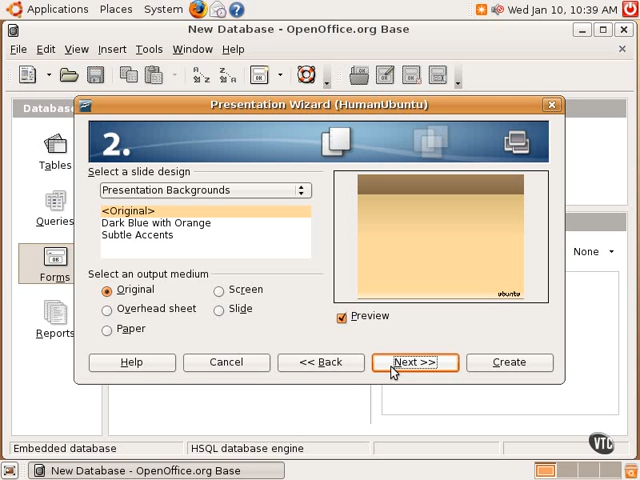 Applications Places System Wed Jan 10, 10:39 AM
New Database - OpenOffice.org Base
File Edit View Insert Tools Window Help
Presentation Wizard (HumanUbuntu)
Database
2.
Tables
Queries
Forms
Reports
Select a slide design
Presentation Backgrounds
<Original>
Dark Blue with Orange
Subtle Accents
Select an output medium
Original Screen
Overhead sheet Slide
Paper
ubuntu
Preview
None
Help Cancel << Back Next >> Create
Embedded database HSQL database engine
VTC
New Database - OpenOffice.org Base